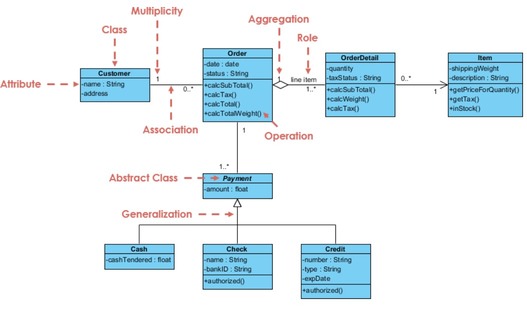 Multiplicity
Class
Aggregation
Role
Attribute
Customer
-name : String
-address
1
0..*
Association
Order
-date : date
-status : String
+calcSubTotal()
+calcTax()
+calcTotal()
+calcTotalWeight()
1
line item
1..*
Operation
OrderDetail
-quantity
-taxStatus : String
+calcSubTotal()
+calcWeight()
+calcTax()
0..*
1
Item
-shippingWeight
-description : String
+getPriceForQuantity()
+getTax()
+inStock()
1
1..*
Abstract Class
Payment
-amount : float
Generalization
Cash
-cashTendered : float
Check
-name : String
-bankID : String
+authorized()
Credit
-number : String
-type : String
-expDate
+authorized()